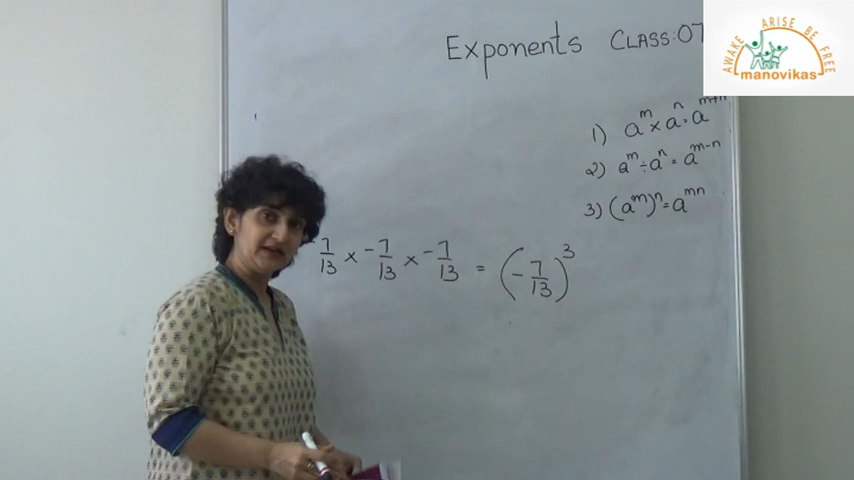 Exponents CLASS:07
AWAKE ARISE BE FREE
manovikas
1) a^m × a^n = a^m+n
2) a^m ÷ a^n = a^m-n
3) (a^m)^n = a^mn
-7/13 × -7/13 × -7/13 = (-7/13)^3